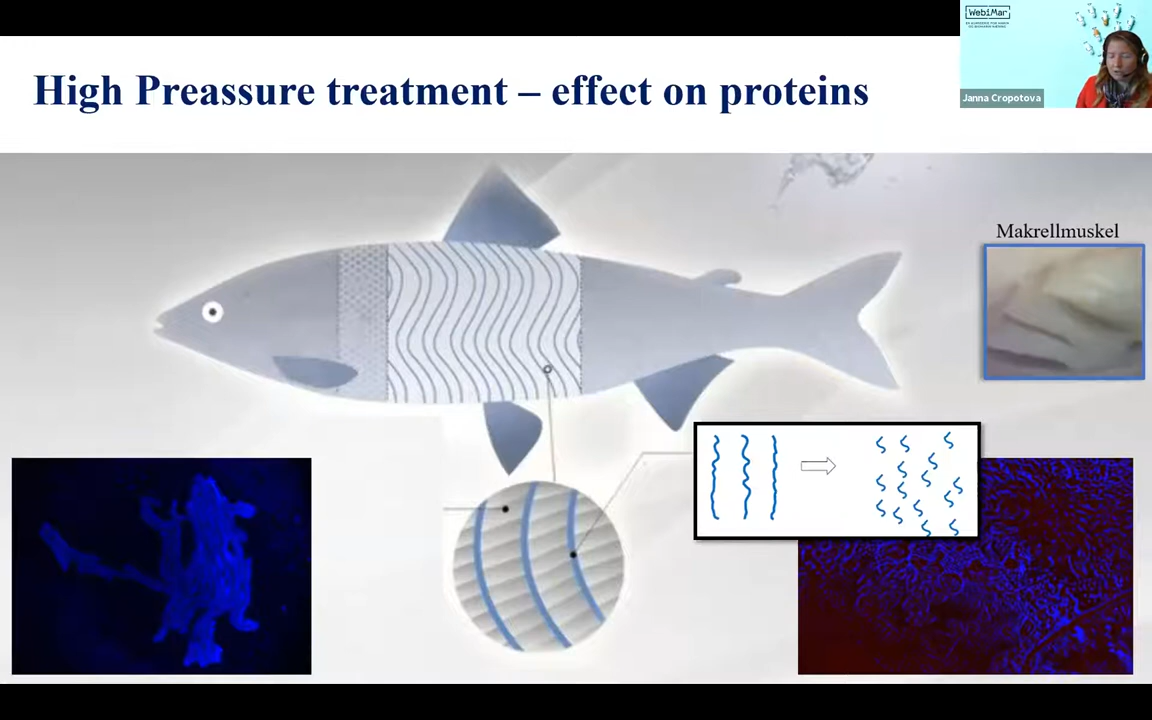 WebiMar
High Preassure treatment – effect on proteins
Janna Cropotova
Makrellmuskel